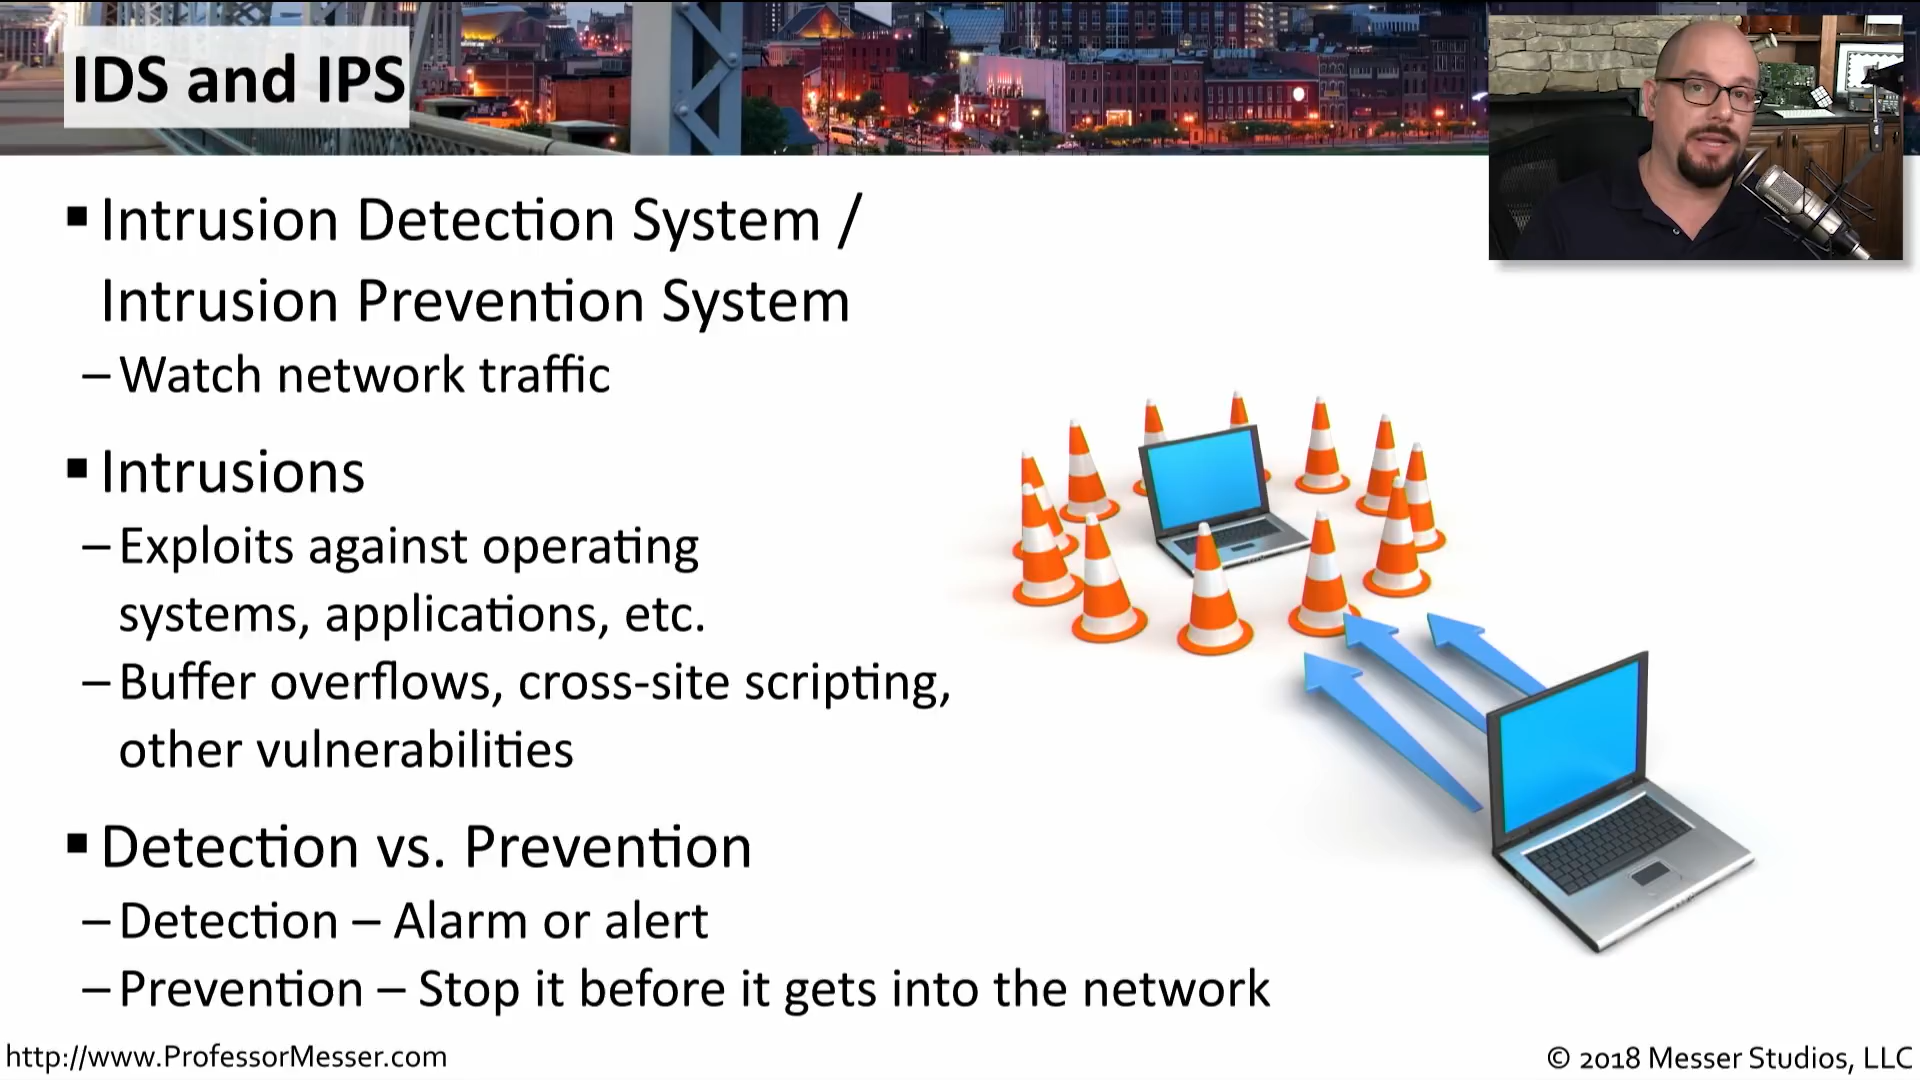 IDS and IPS
▪ Intrusion Detection System /
Intrusion Prevention System
– Watch network traffic
▪ Intrusions
– Exploits against operating
systems, applications, etc.
– Buffer overflows, cross-site scripting,
other vulnerabilities
▪ Detection vs. Prevention
– Detection – Alarm or alert
– Prevention – Stop it before it gets into the network
http://www.ProfessorMesser.com
© 2018 Messer Studios, LLC